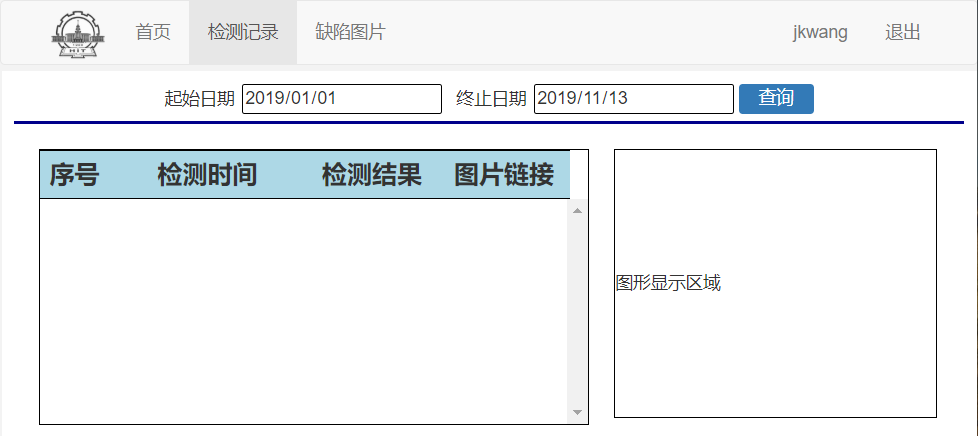 HIT 首页 检测记录 缺陷图片 jkwang 退出
起始日期 2019/01/01 终止日期 2019/11/13 查询
序号 检测时间 检测结果 图片链接
图形显示区域